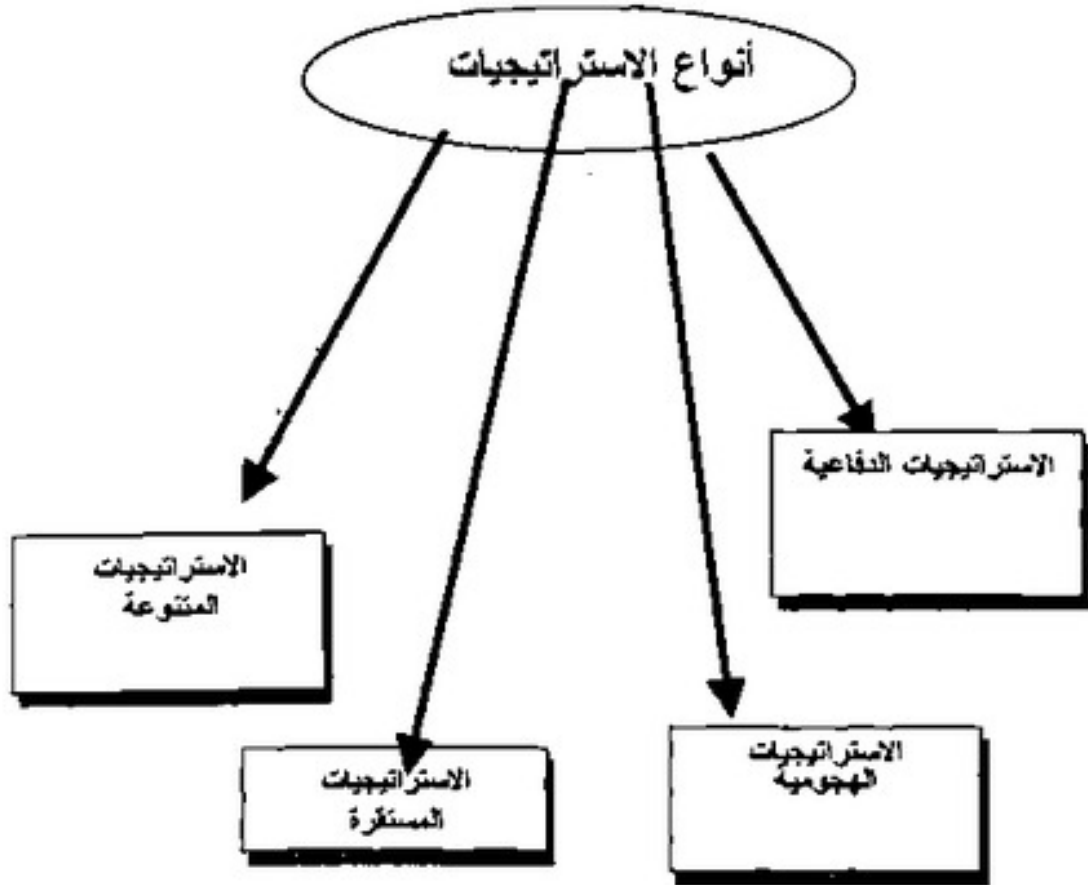 أنواع الاستراتيجيات
الاستراتيجيات الدفاعية
الاستراتيجيات
الهجومية
الاستراتيجيات
المستقرة
الاستراتيجيات
المتنوعة